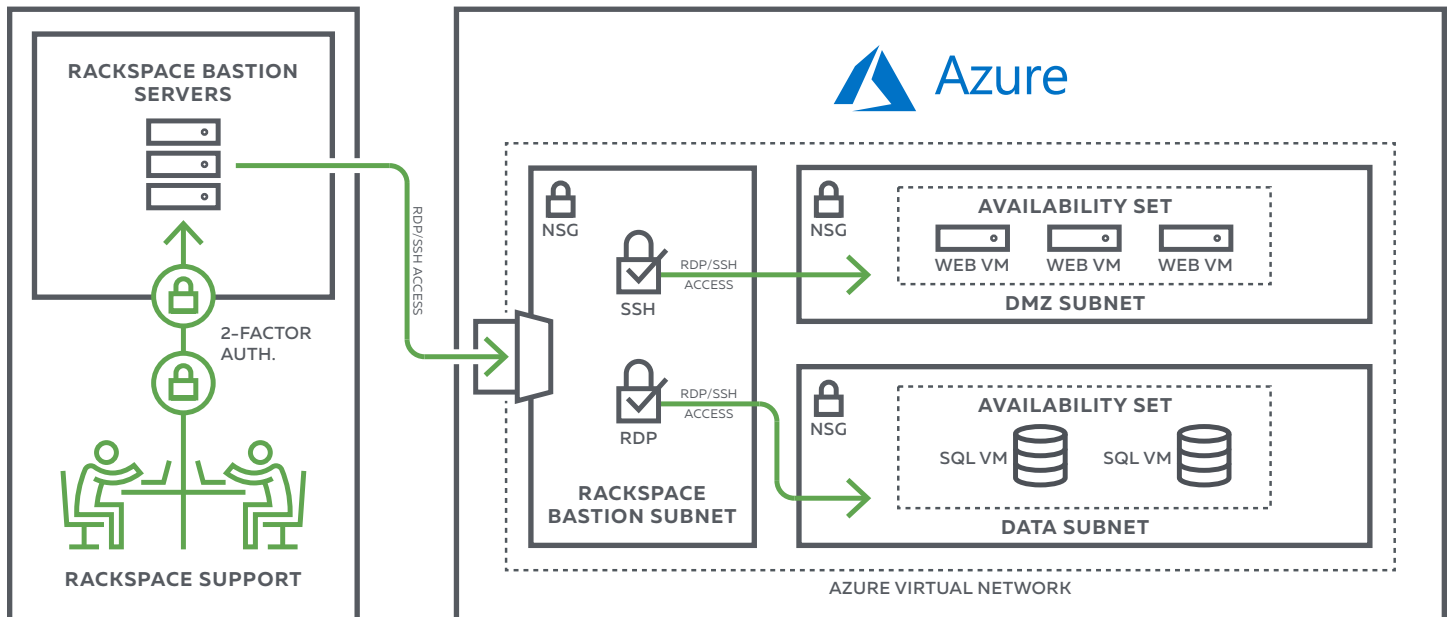 RACKSPACE BASTION
SERVERS
2-FACTOR
AUTH.
RACKSPACE SUPPORT
RDP/SSH ACCESS
Azure
NSG
SSH
RDP/SSH
ACCESS
RDP
RDP/SSH
ACCESS
RACKSPACE
BASTION SUBNET
NSG
AVAILABILITY SET
WEB VM WEB VM WEB VM
DMZ SUBNET
NSG
AVAILABILITY SET
SQL VM SQL VM
DATA SUBNET
AZURE VIRTUAL NETWORK